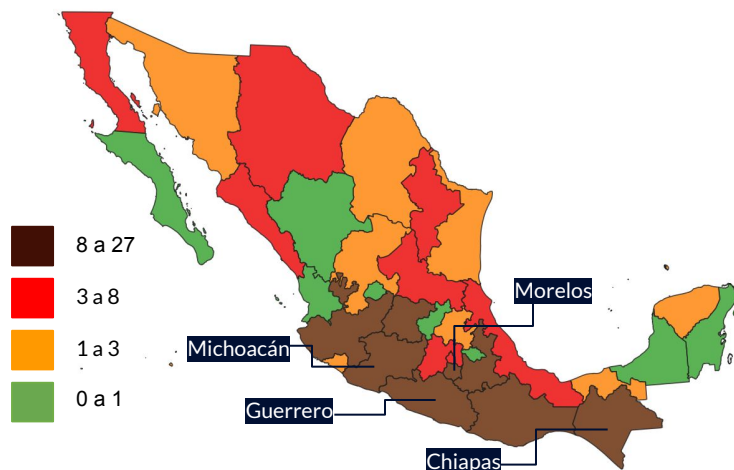 8 a 27
3 a 8
1 a 3
0 a 1
Morelos
Michoacán
Guerrero
Chiapas